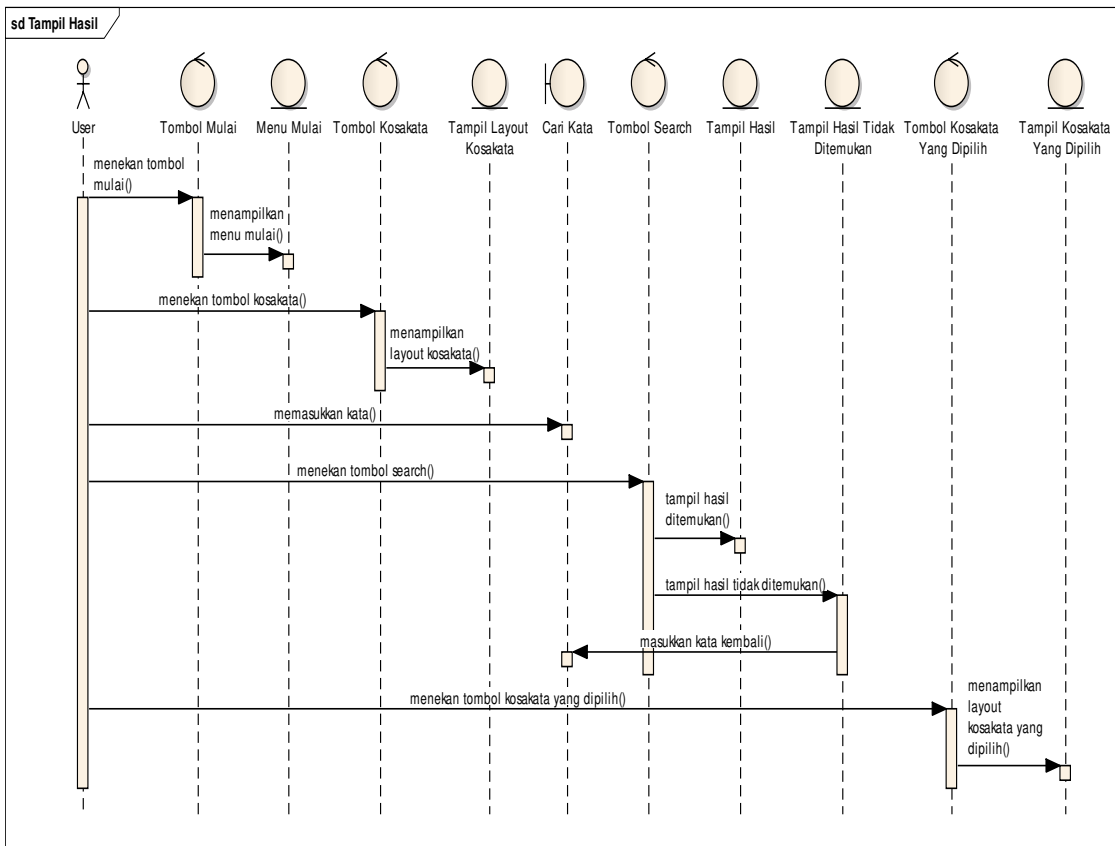 sd Tampil Hasil
User
Tombol Mulai
Menu Mulai
Tombol Kosakata
Tampil Layout
Kosakata
Cari Kata
Tombol Search
Tampil Hasil
Tampil Hasil Tidak
Ditemukan
Tombol Kosakata
Yang Dipilih
Tampil Kosakata
Yang Dipilih
menekan tombol
mulai()
menampilkan
menu mulai()
menekan tombol kosakata()
menampilkan
layout kosakata()
memasukkan kata()
menekan tombol search()
tampil hasil
ditemukan()
tampil hasil tidak ditemukan()
masukkan kata kembali()
menekan tombol kosakata yang dipilih()
menampilkan
layout
kosakata yang
dipilih()